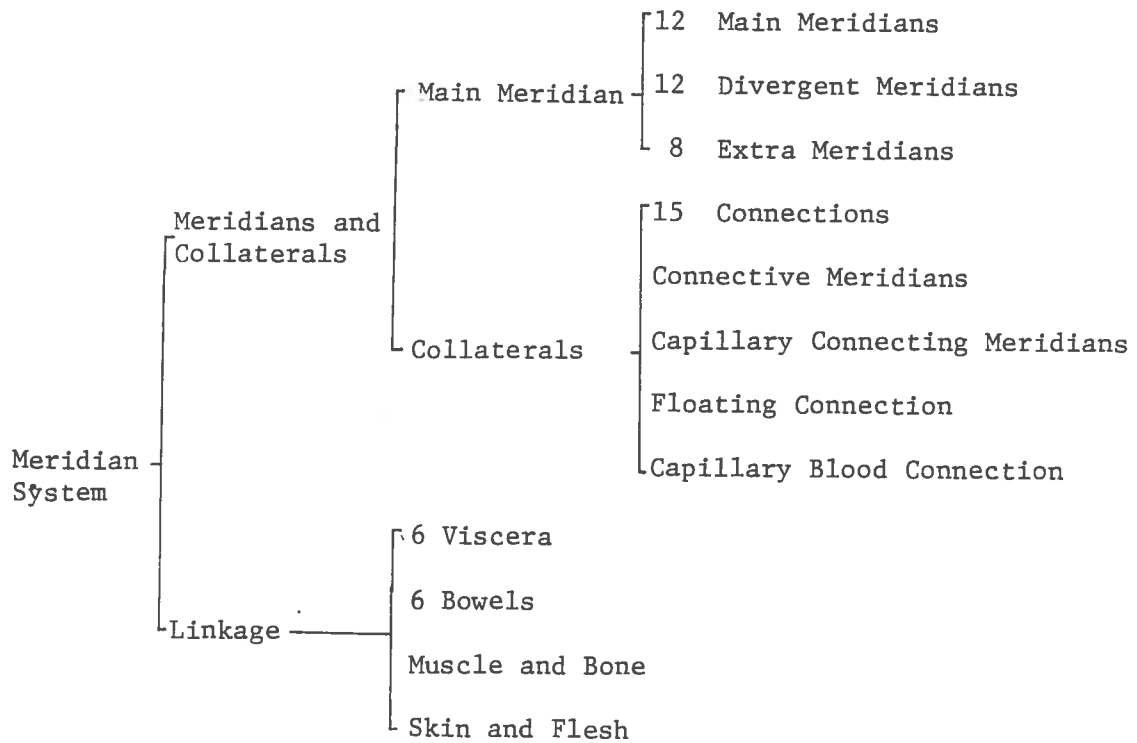 12 Main Meridians
Main Meridian
12 Divergent Meridians
8 Extra Meridians
Meridians and
Collaterals
15 Connections
Connective Meridians
Collaterals
Capillary Connecting Meridians
Floating Connection
Capillary Blood Connection
Meridian
System
6 Viscera
6 Bowels
Linkage
Muscle and Bone
Skin and Flesh